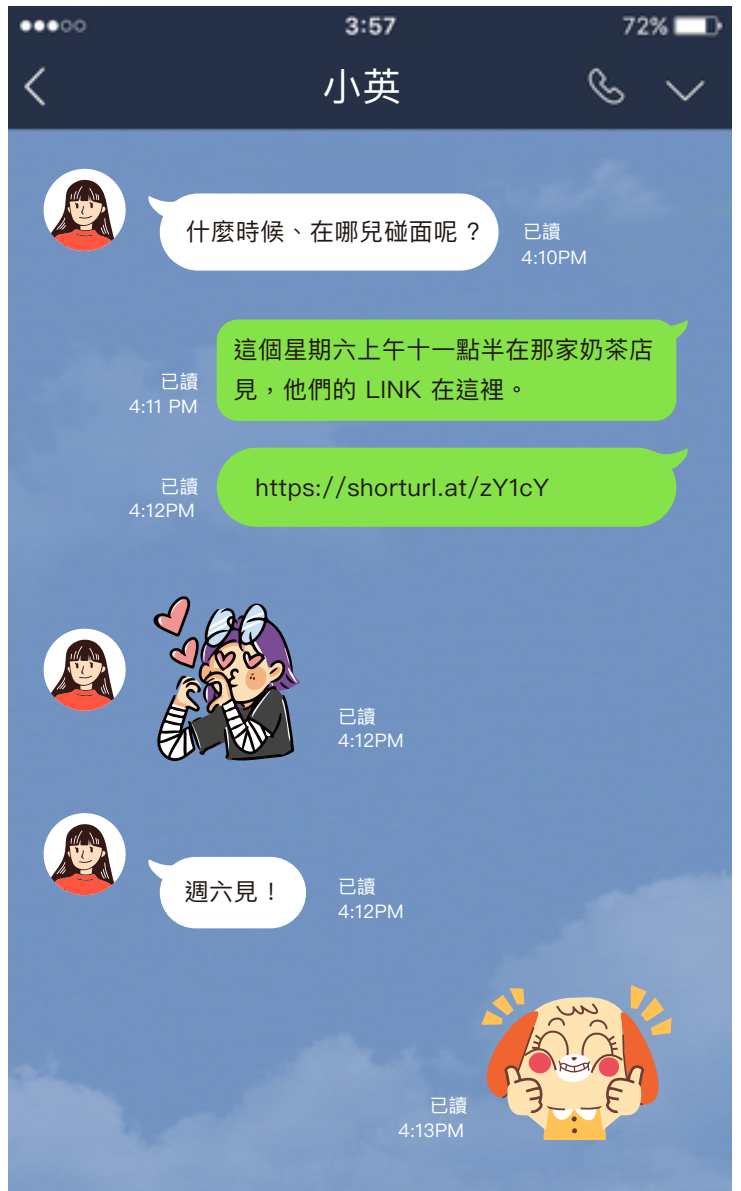 3:57
72%
小英
什麼時候、在哪兒碰面呢？
已讀
4:10PM
這個星期六上午十一點半在那家奶茶店
見，他們的 LINK 在這裡。
已讀
4:11 PM
https://shorturl.at/zY1cY
已讀
4:12PM
已讀
4:12PM
週六見！
已讀
4:12PM
已讀
4:13PM